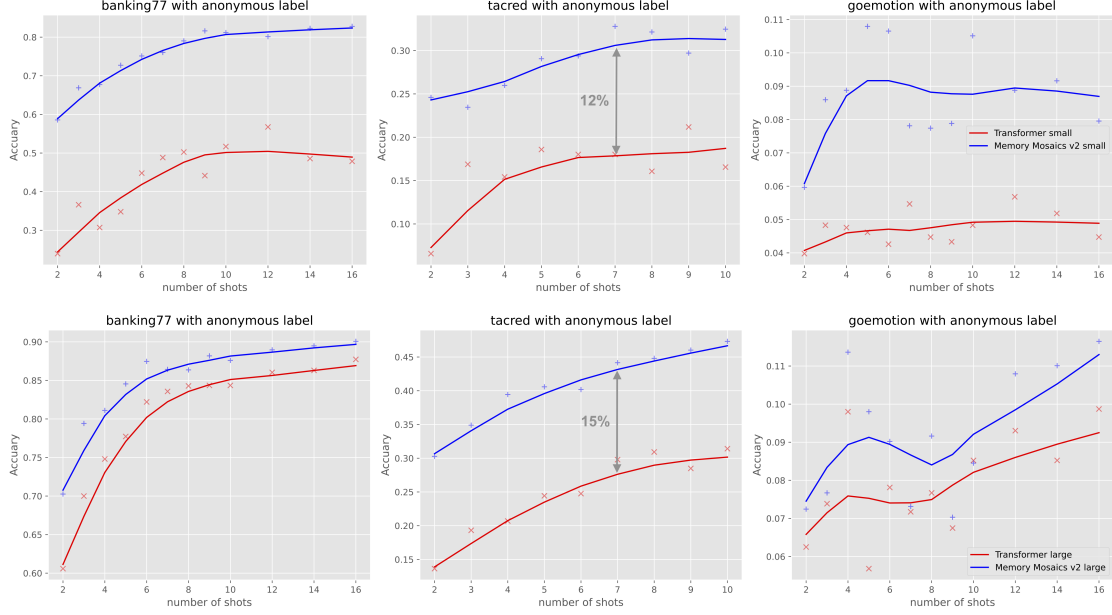 banking77 with anonymous label
Accuary
0.8
0.7
0.6
0.5
0.4
0.3
2 4 6 8 10 12 14 16
number of shots
tacred with anonymous label
Accuary
0.30
0.25
0.20
0.15
0.10
12%
2 3 4 5 6 7 8 9 10
number of shots
goemotion with anonymous label
Accuary
0.11
0.10
0.09
0.08
0.07
0.06
0.05
0.04
Transformer small
Memory Mosaics v2 small
2 4 6 8 10 12 14 16
number of shots
banking77 with anonymous label
Accuary
0.90
0.85
0.80
0.75
0.70
0.65
0.60
2 4 6 8 10 12 14 16
number of shots
tacred with anonymous label
Accuary
0.45
0.40
0.35
0.30
0.25
0.20
0.15
15%
2 3 4 5 6 7 8 9 10
number of shots
goemotion with anonymous label
Accuary
0.11
0.10
0.09
0.08
0.07
0.06
Transformer large
Memory Mosaics v2 large
2 4 6 8 10 12 14 16
number of shots